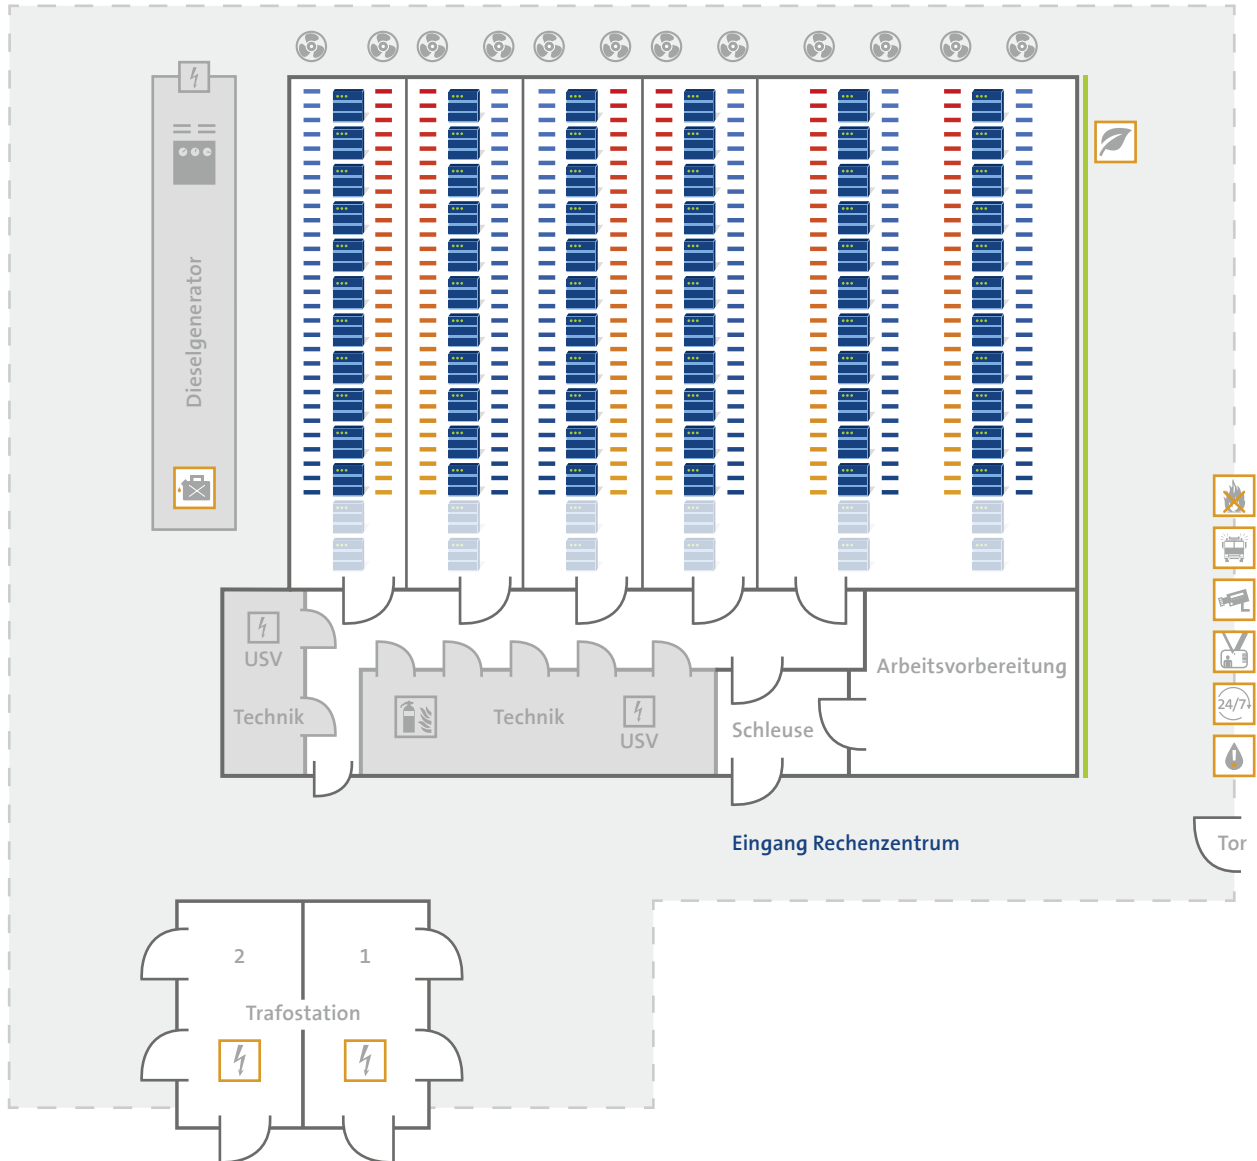 Dieselgenerator
USV
Technik
Technik
USV
Schleuse
Arbeitsvorbereitung
24/7
Eingang Rechenzentrum
Tor
2
1
Trafostation